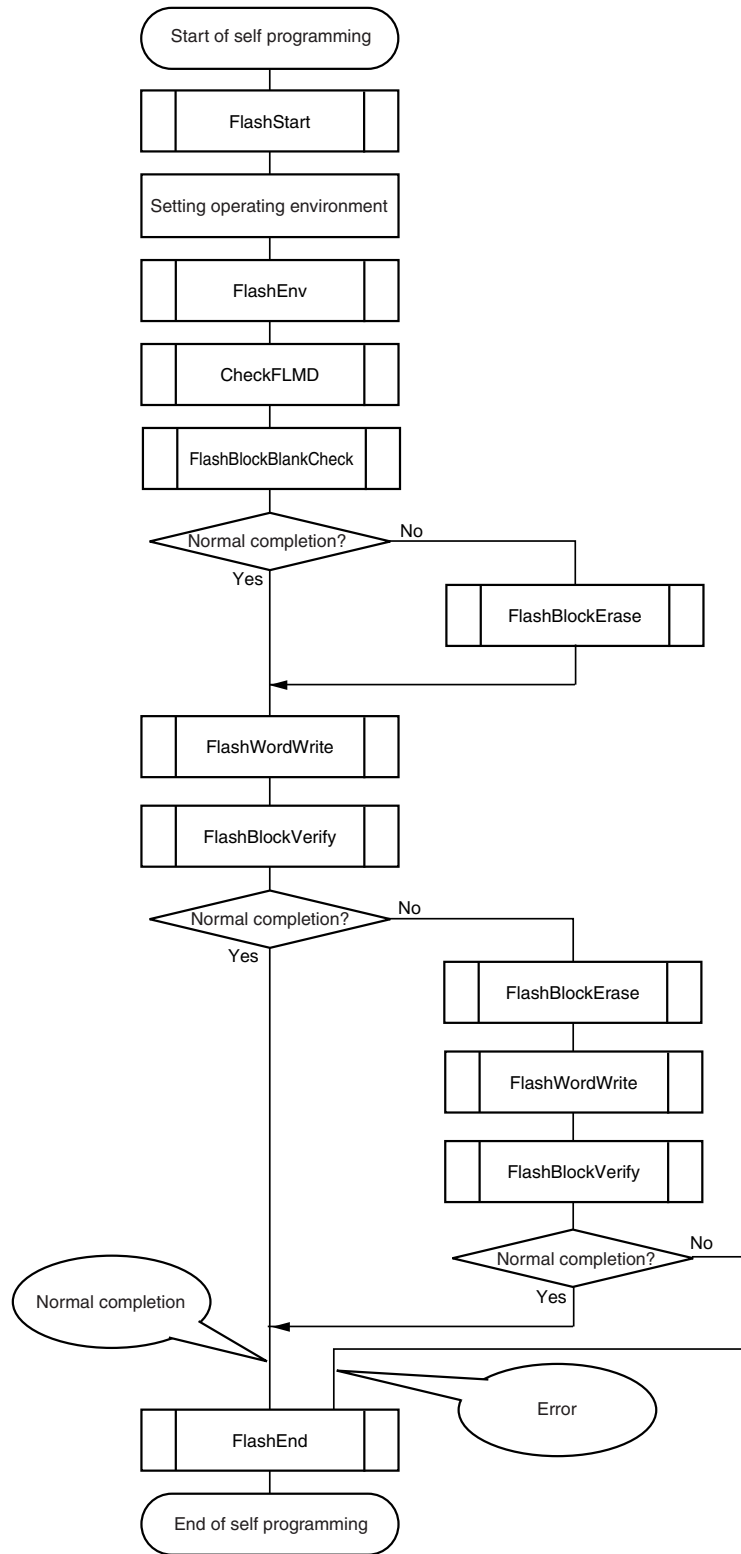 Start of self programming
FlashStart
Setting operating environment
FlashEnv
CheckFLMD
FlashBlockBlankCheck
Normal completion?
No
Yes
FlashBlockErase
FlashWordWrite
FlashBlockVerify
Normal completion?
No
Yes
FlashBlockErase
FlashWordWrite
FlashBlockVerify
Normal completion?
No
Yes
Normal completion
Error
FlashEnd
End of self programming